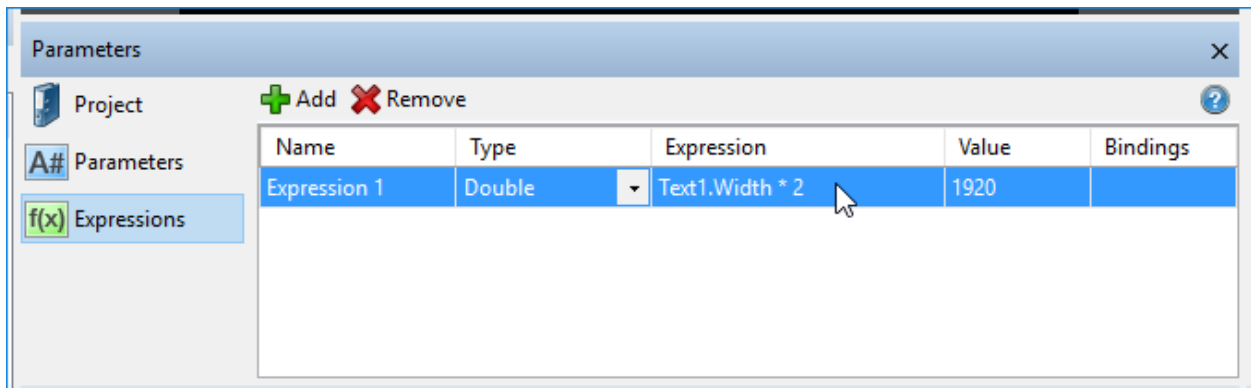 Parameters
Project
Add Remove
?
Name Type Expression Value Bindings
A# Parameters
Expression 1 Double Text1.Width * 2 1920
f(x) Expressions